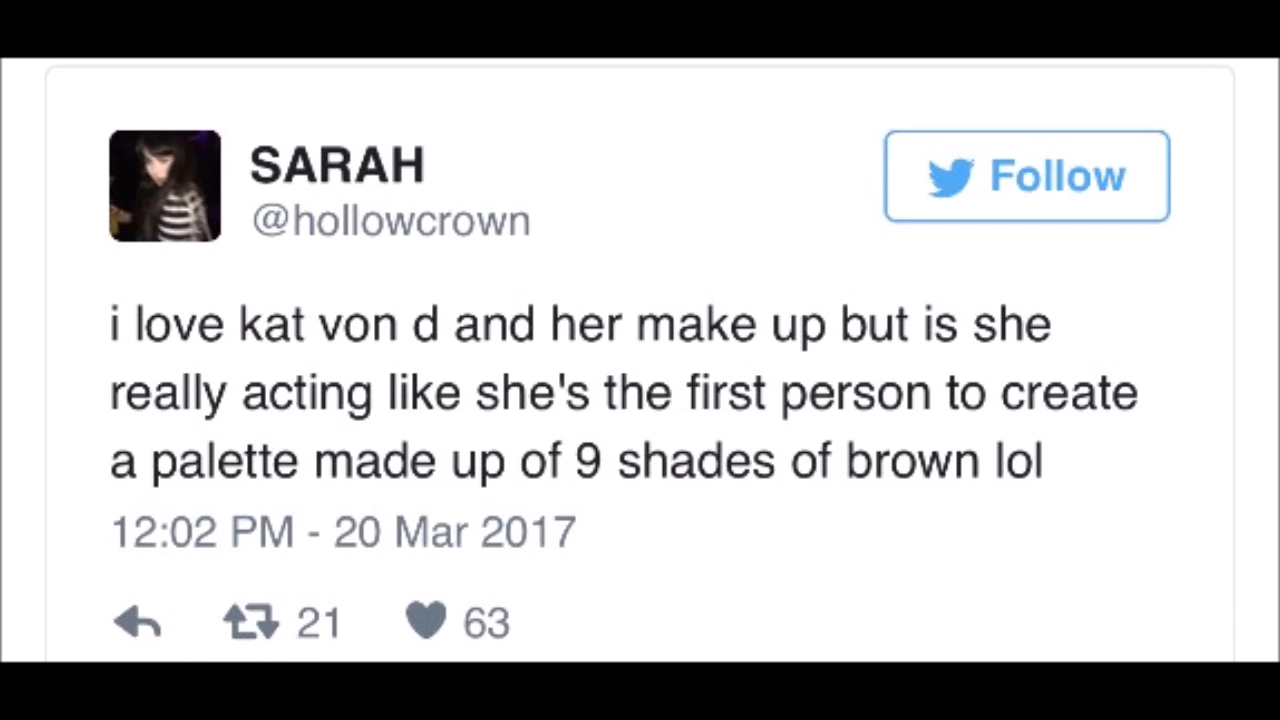 SARAH
@hollowcrown
Follow
i love kat von d and her make up but is she
really acting like she's the first person to create
a palette made up of 9 shades of brown lol
12:02 PM - 20 Mar 2017
21 63